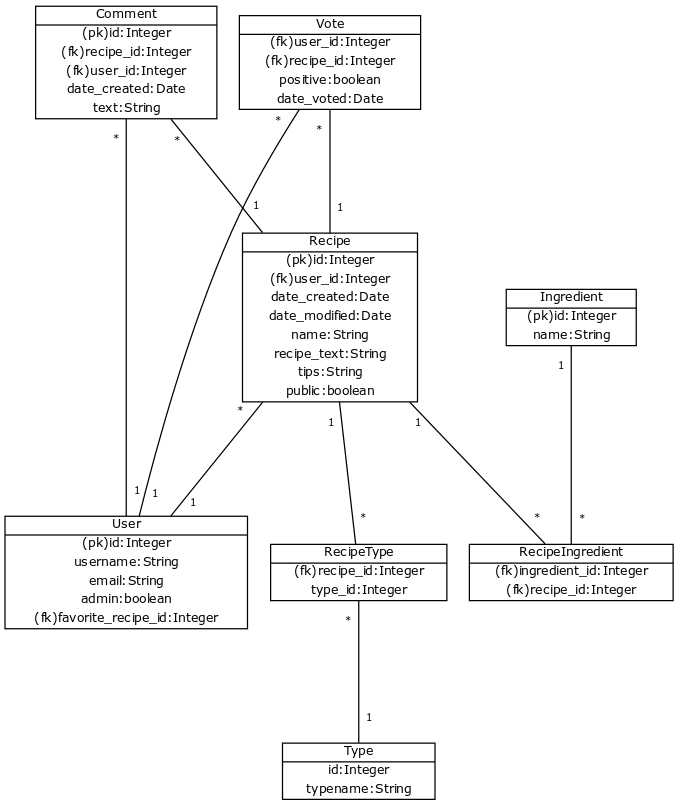 Comment
(pk)id:Integer
(fk)recipe_id:Integer
(fk)user_id:Integer
date_created:Date
text:String
Vote
(fk)user_id:Integer
(fk)recipe_id:Integer
positive:boolean
date_voted:Date
*
*
*
*
1
1
Recipe
(pk)id:Integer
(fk)user_id:Integer
date_created:Date
date_modified:Date
name:String
recipe_text:String
tips:String
public:boolean
Ingredient
(pk)id:Integer
name:String
1
*
1
1
1
1
1
*
*
*
User
(pk)id:Integer
username:String
email:String
admin:boolean
(fk)favorite_recipe_id:Integer
RecipeType
(fk)recipe_id:Integer
type_id:Integer
RecipeIngredient
(fk)ingredient_id:Integer
(fk)recipe_id:Integer
*
1
Type
id:Integer
typename:String